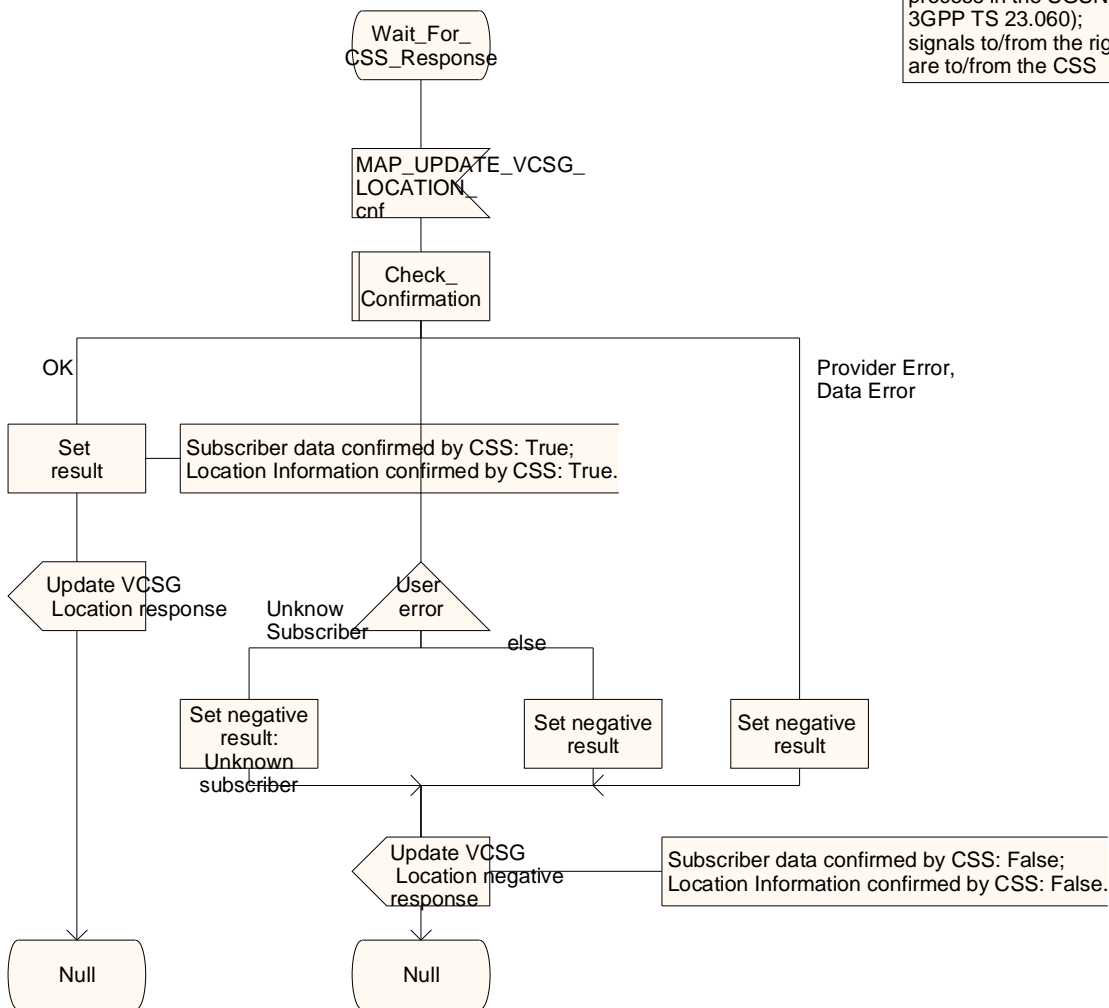 process in the SGSN
3GPP TS 23.060);
signals to/from the rig
are to/from the CSS
Wait_For_
CSS_Response
MAP_UPDATE_VCSG_
LOCATION_
cnf
Check_
Confirmation
OK
Provider Error,
Data Error
Set
result
Subscriber data confirmed by CSS: True;
Location Information confirmed by CSS: True.
Update VCSG
Location response
User
error
Unknow
Subscriber
else
Set negative
result:
Unknown
subscriber
Set negative
result
Set negative
result
Update VCSG
Location negative
response
Subscriber data confirmed by CSS: False;
Location Information confirmed by CSS: False.
Null
Null